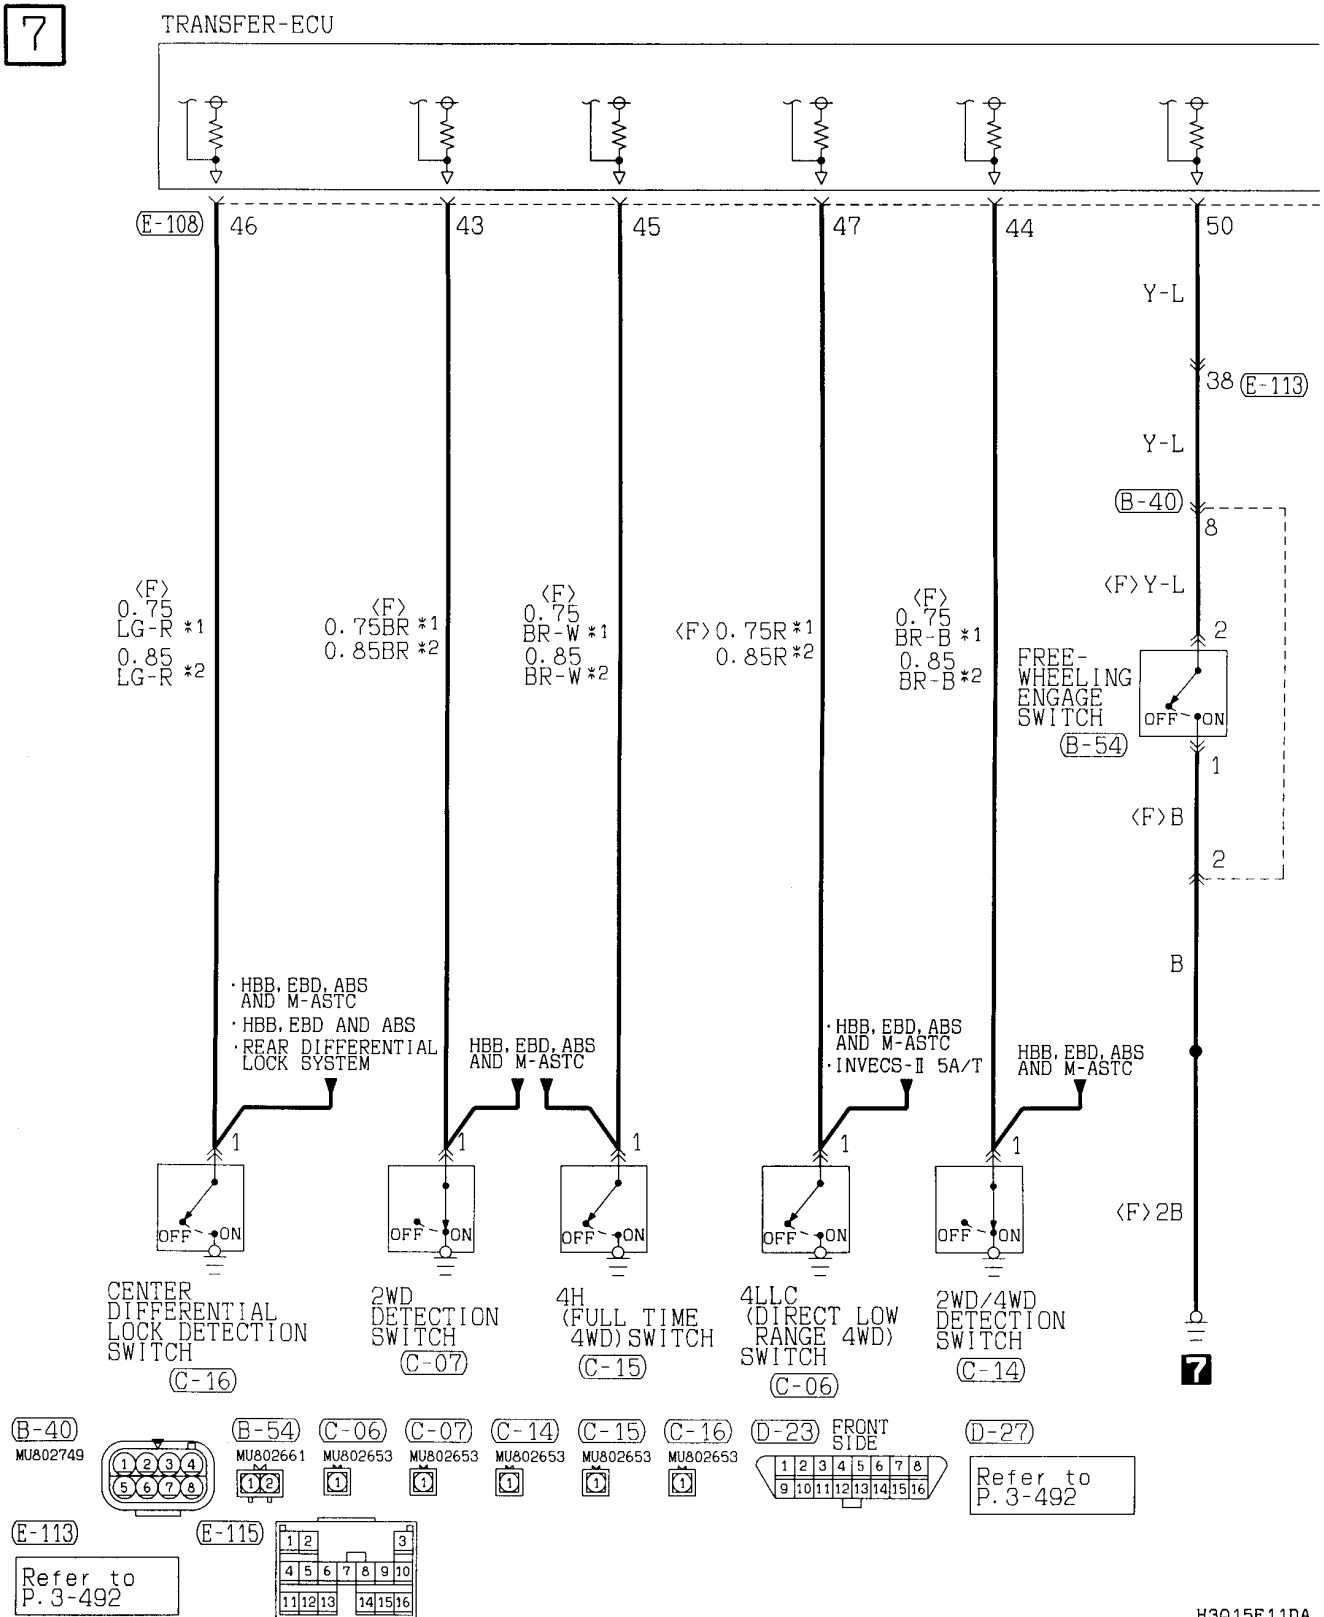 7
TRANSFER-ECU
E-108 46 43 45 47 44 50
Y-L
38 E-113
Y-L
B-40
8
<F>Y-L
2
<F>
0.75
LG-R *1
0.85
LG-R *2
<F>
0.75BR *1
0.85BR *2
<F>
0.75
BR-W *1
0.85
BR-W *2
<F>0.75R *1
0.85R *2
<F>
0.75
BR-B *1
0.85
BR-B *2
FREE-
WHEELING
ENGAGE
SWITCH
B-54
OFF ON
1
<F>B
2
B
·HBB, EBD, ABS
AND M-ASTC
·HBB, EBD AND ABS
·REAR DIFFERENTIAL
LOCK SYSTEM
HBB, EBD, ABS
AND M-ASTC
·HBB, EBD, ABS
AND M-ASTC
·INVECS-Ⅱ 5A/T
HBB, EBD, ABS
AND M-ASTC
1 1 1 1 1
<F>2B
OFF ON OFF ON OFF ON OFF ON OFF ON
CENTER
DIFFERENTIAL
LOCK DETECTION
SWITCH
C-16
2WD
DETECTION
SWITCH
C-07
4H
(FULL TIME
4WD) SWITCH
C-15
4LLC
(DIRECT LOW
RANGE 4WD)
SWITCH
C-06
2WD/4WD
DETECTION
SWITCH
C-14
7
B-40
MU802749
1 2 3 4
5 6 7 8
B-54
MU802661
1 2
C-06
MU802653
1
C-07
MU802653
1
C-14
MU802653
1
C-15
MU802653
1
C-16
MU802653
1
D-23 FRONT
SIDE
1 2 3 4 5 6 7 8
9 10 11 12 13 14 15 16
D-27
Refer to
P. 3-492
E-113
Refer to
P. 3-492
E-115
1 2 3
4 5 6 7 8 9 10
11 12 13 14 15 16
H3Q15E11DA